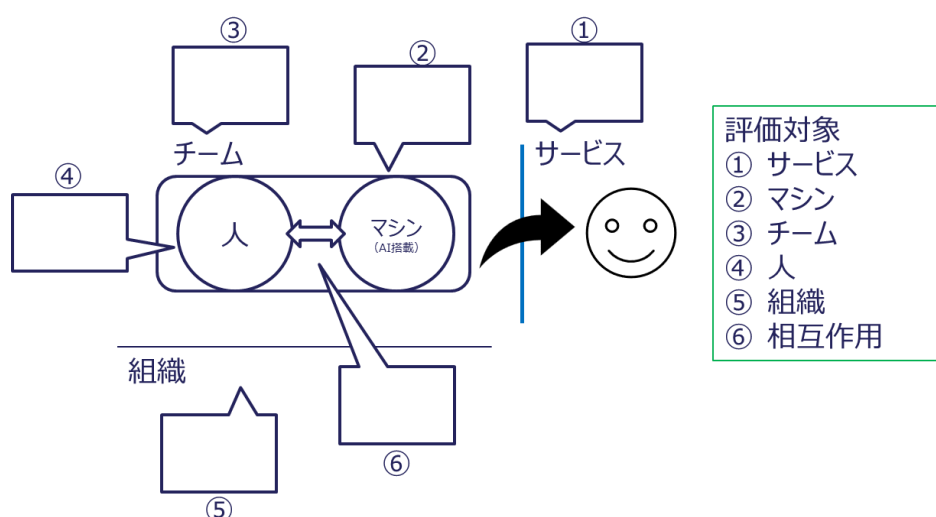 ③
①
②
チーム
サービス
④
人
マシン
（AI搭載）
組織
⑥
⑤
評価対象
① サービス
② マシン
③ チーム
④ 人
⑤ 組織
⑥ 相互作用